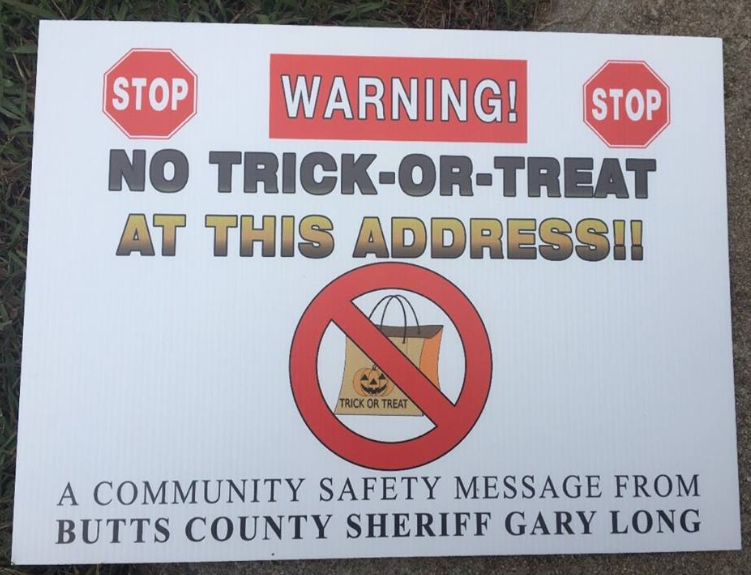 STOP WARNING! STOP
NO TRICK-OR-TREAT
AT THIS ADDRESS!!
TRICK OR TREAT
A COMMUNITY SAFETY MESSAGE FROM
BUTTS COUNTY SHERIFF GARY LONG